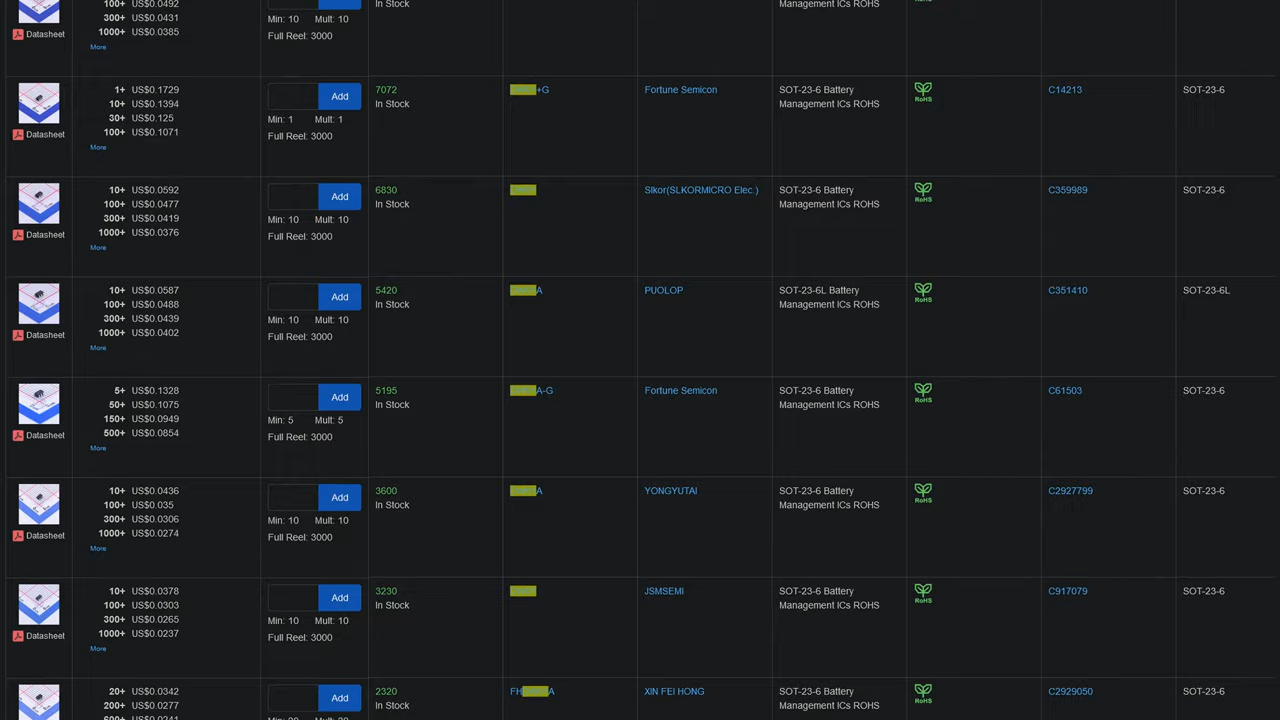 100+ US$0.0492
300+ US$0.0431
1000+ US$0.0385
More
Datasheet
Min: 10 Mult: 10
Full Reel: 3000
In Stock
Management ICs ROHS
1+ US$0.1729
10+ US$0.1394
30+ US$0.125
100+ US$0.1071
More
Datasheet
Add
Min: 1 Mult: 1
Full Reel: 3000
7072
In Stock
+G
Fortune Semicon
SOT-23-6 Battery
Management ICs ROHS
RoHS
C14213
SOT-23-6
10+ US$0.0592
100+ US$0.0477
300+ US$0.0419
1000+ US$0.0376
More
Datasheet
Add
Min: 10 Mult: 10
Full Reel: 3000
6830
In Stock
Slkor(SLKORMICRO Elec.)
SOT-23-6 Battery
Management ICs ROHS
RoHS
C359989
SOT-23-6
10+ US$0.0587
100+ US$0.0488
300+ US$0.0439
1000+ US$0.0402
More
Datasheet
Add
Min: 10 Mult: 10
Full Reel: 3000
5420
In Stock
A
PUOLOP
SOT-23-6L Battery
Management ICs ROHS
RoHS
C351410
SOT-23-6L
5+ US$0.1328
50+ US$0.1075
150+ US$0.0949
500+ US$0.0854
More
Datasheet
Add
Min: 5 Mult: 5
Full Reel: 3000
5195
In Stock
A-G
Fortune Semicon
SOT-23-6 Battery
Management ICs ROHS
RoHS
C61503
SOT-23-6
10+ US$0.0436
100+ US$0.035
300+ US$0.0306
1000+ US$0.0274
More
Datasheet
Add
Min: 10 Mult: 10
Full Reel: 3000
3600
In Stock
A
YONGYUTAI
SOT-23-6 Battery
Management ICs ROHS
RoHS
C2927799
SOT-23-6
10+ US$0.0378
100+ US$0.0303
300+ US$0.0265
1000+ US$0.0237
More
Datasheet
Add
Min: 10 Mult: 10
Full Reel: 3000
3230
In Stock
JSMSEMI
SOT-23-6 Battery
Management ICs ROHS
RoHS
C917079
SOT-23-6
20+ US$0.0342
200+ US$0.0277
Add
2320
In Stock
FH A
XIN FEI HONG
SOT-23-6 Battery
Management ICs ROHS
RoHS
C2929050
SOT-23-6